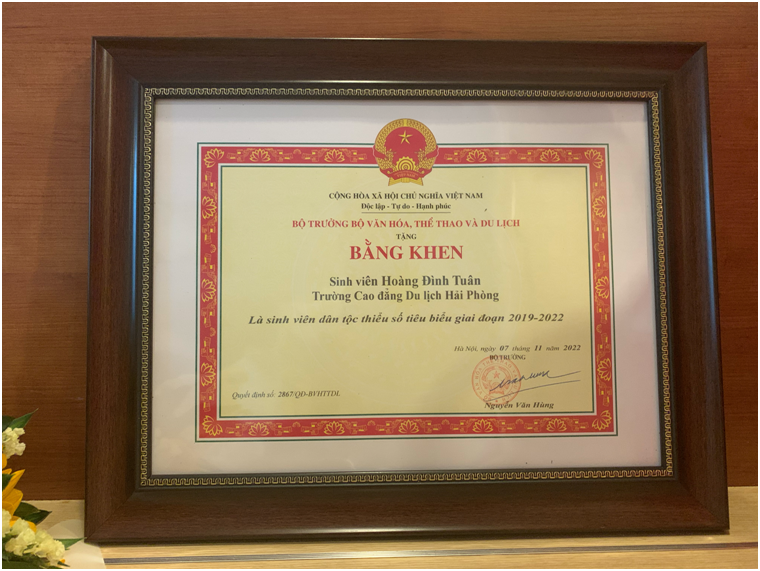 CỘNG HÒA XÃ HỘI CHỦ NGHĨA VIỆT NAM
Độc lập - Tự do - Hạnh phúc
BỘ TRƯỞNG BỘ VĂN HÓA, THỂ THAO VÀ DU LỊCH
TẶNG
BẰNG KHEN
Sinh viên Hoàng Đình Tuân
Trường Cao đẳng Du lịch Hải Phòng
Là sinh viên dân tộc thiểu số tiêu biểu giai đoạn 2019-2022
Hà Nội, ngày 07 tháng 11 năm 2022
BỘ TRƯỞNG
Quyết định số: 2867/QĐ-BVHTTDL
Nguyễn Văn Hùng